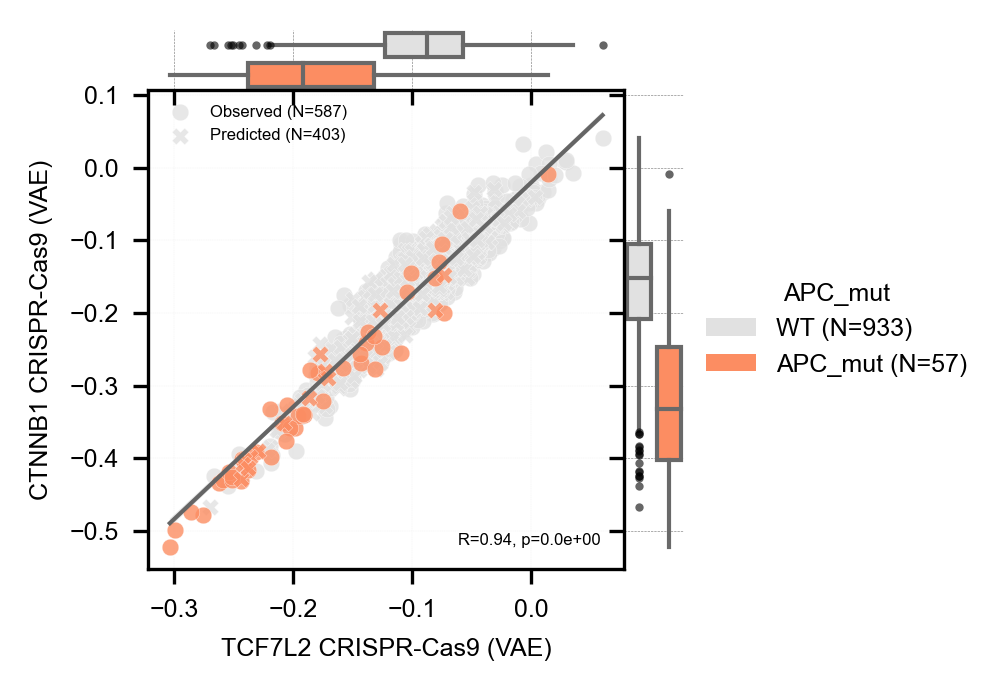 0.1
0.0
−0.1
−0.2
−0.3
−0.4
−0.5
CTNNB1 CRISPR-Cas9 (VAE)
Observed (N=587)
Predicted (N=403)
R=0.94, p=0.0e+00
−0.3
−0.2
−0.1
0.0
TCF7L2 CRISPR-Cas9 (VAE)
APC_mut
WT (N=933)
APC_mut (N=57)